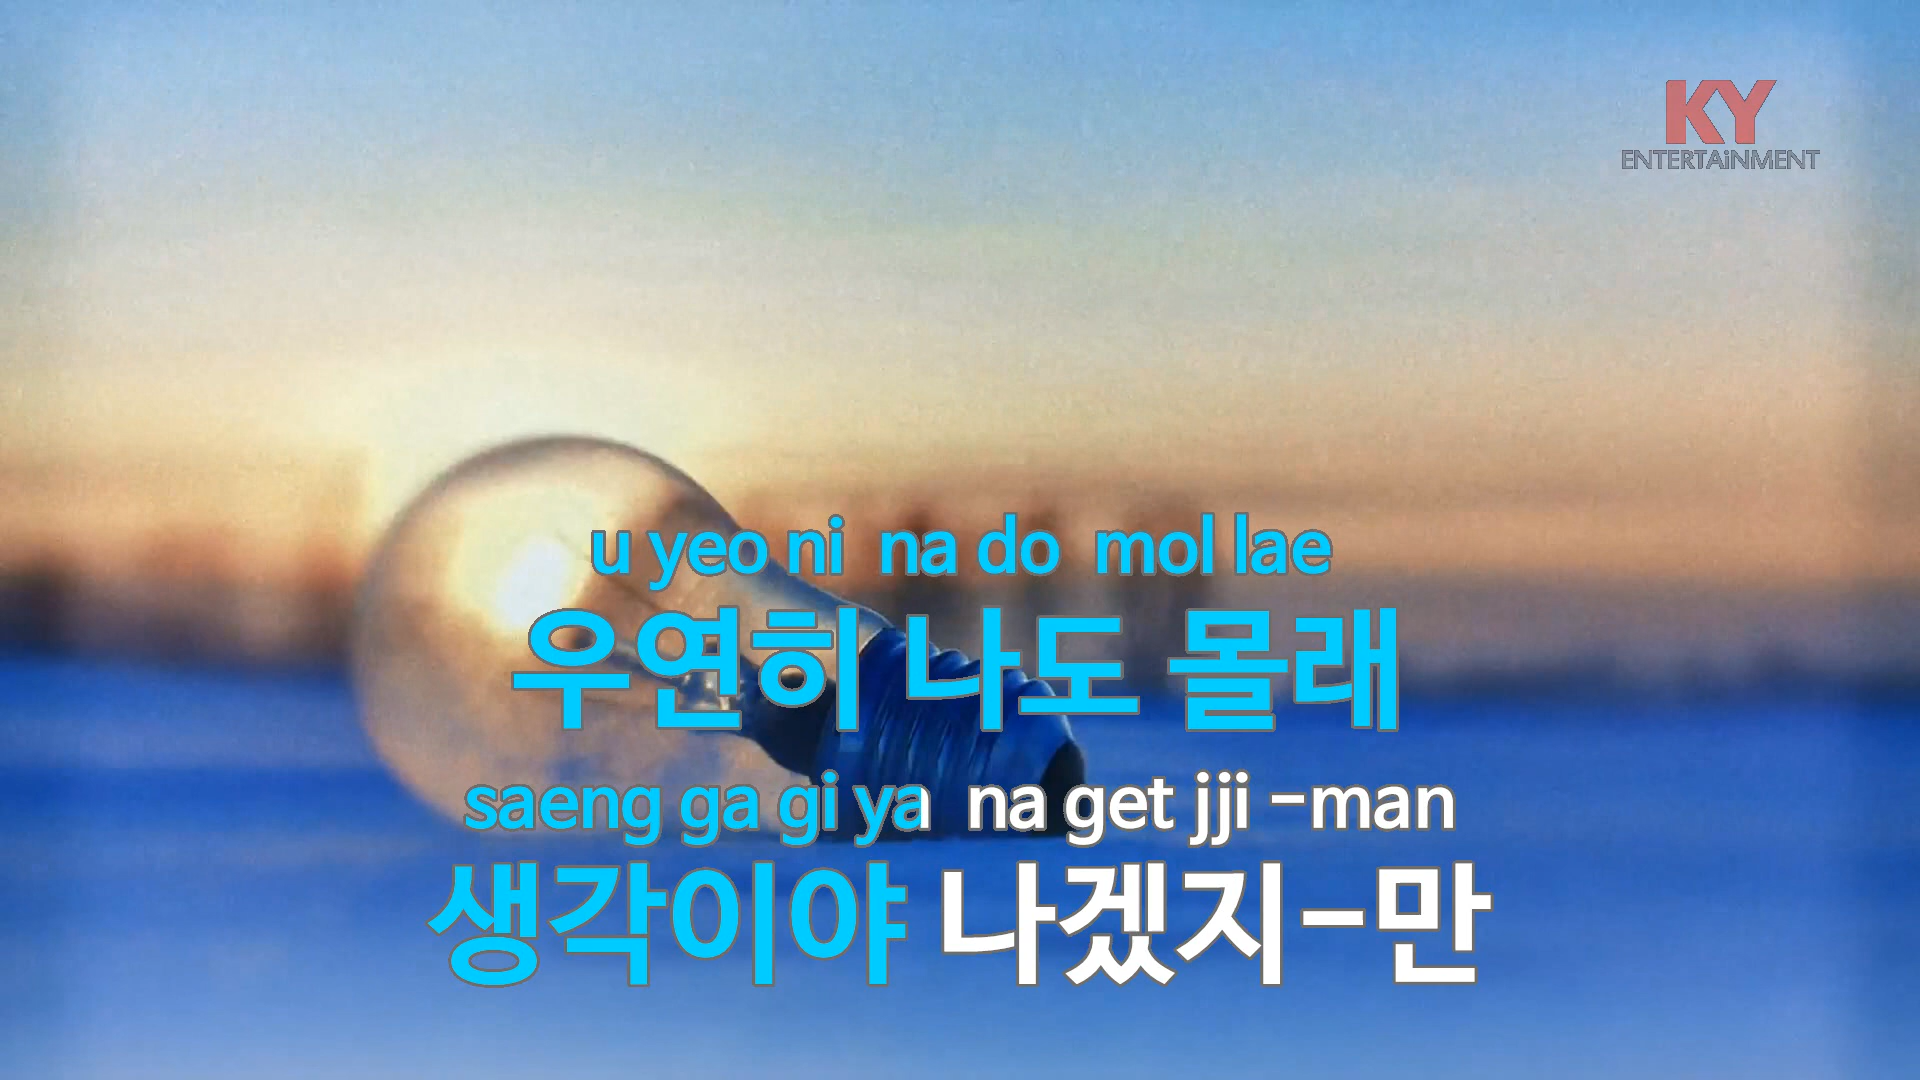 KY
ENTERTAiNMENT
u yeo ni na do mol lae
우연히 나도 몰래
saeng ga gi ya na get jji -man
생각이야 나겠지-만